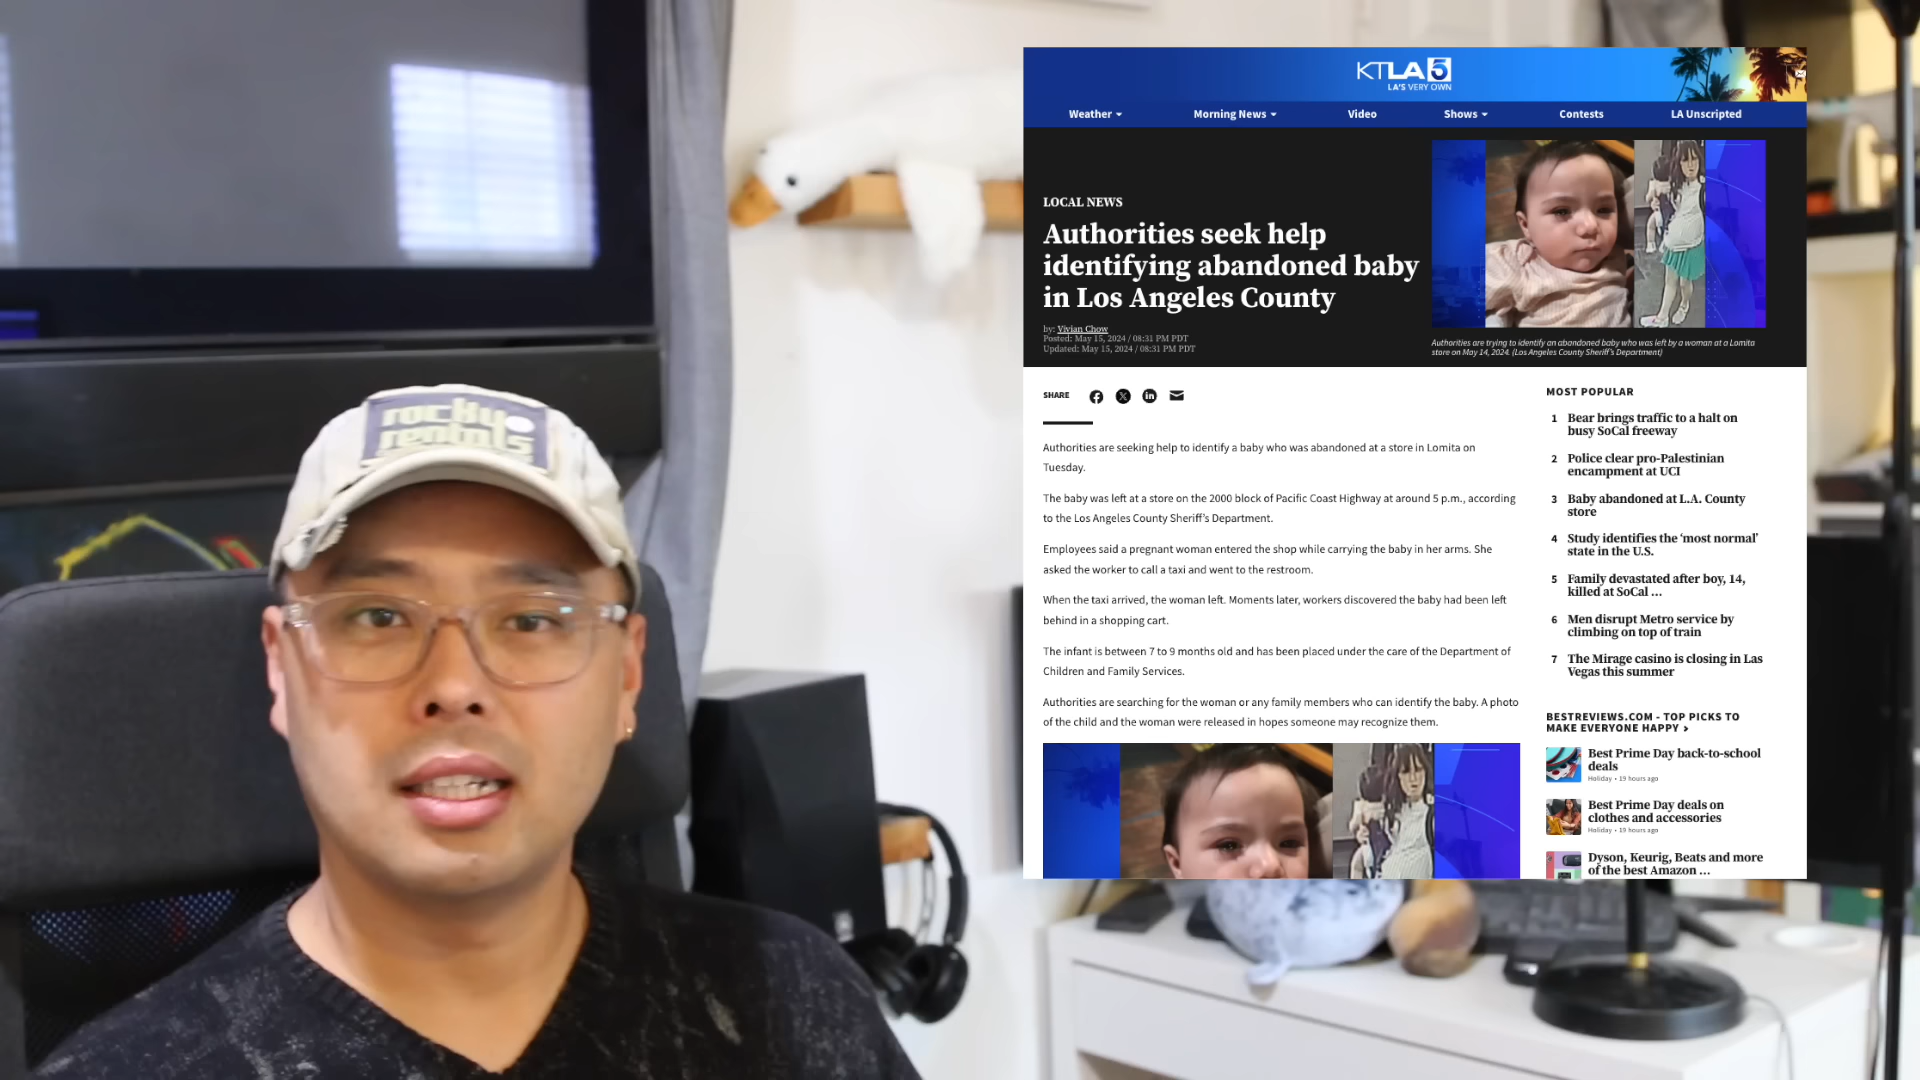 rocky
rentals
KTLA 5
LA'S VERY OWN
Weather
Morning News
Video
Shows
Contests
LA Unscripted
LOCAL NEWS
Authorities seek help
identifying abandoned baby
in Los Angeles County
by: Vivian Chow
Posted: May 15, 2024 / 08:31 PM PDT
Updated: May 15, 2024 / 08:31 PM PDT
Authorities are trying to identify an abandoned baby who was left by a woman at a Lomita
store on May 14, 2024. (Los Angeles County Sheriff's Department)
SHARE
Authorities are seeking help to identify a baby who was abandoned at a store in Lomita on
Tuesday.
The baby was left at a store on the 2000 block of Pacific Coast Highway at around 5 p.m., according
to the Los Angeles County Sheriff's Department.
Employees said a pregnant woman entered the shop while carrying the baby in her arms. She
asked the worker to call a taxi and went to the restroom.
When the taxi arrived, the woman left. Moments later, workers discovered the baby had been left
behind in a shopping cart.
The infant is between 7 to 9 months old and has been placed under the care of the Department of
Children and Family Services.
Authorities are searching for the woman or any family members who can identify the baby. A photo
of the child and the woman were released in hopes someone may recognize them.
MOST POPULAR
1 Bear brings traffic to a halt on
busy SoCal freeway
2 Police clear pro-Palestinian
encampment at UCI
3 Baby abandoned at L.A. County
store
4 Study identifies the ‘most normal’
state in the U.S.
5 Family devastated after boy, 14,
killed at SoCal ...
6 Men disrupt Metro service by
climbing on top of train
7 The Mirage casino is closing in Las
Vegas this summer
BESTREVIEWS.COM - TOP PICKS TO
MAKE EVERYONE HAPPY >
Best Prime Day back-to-school
deals
Holiday • 19 hours ago
Best Prime Day deals on
clothes and accessories
Holiday • 19 hours ago
Dyson, Keurig, Beats and more
of the best Amazon ...